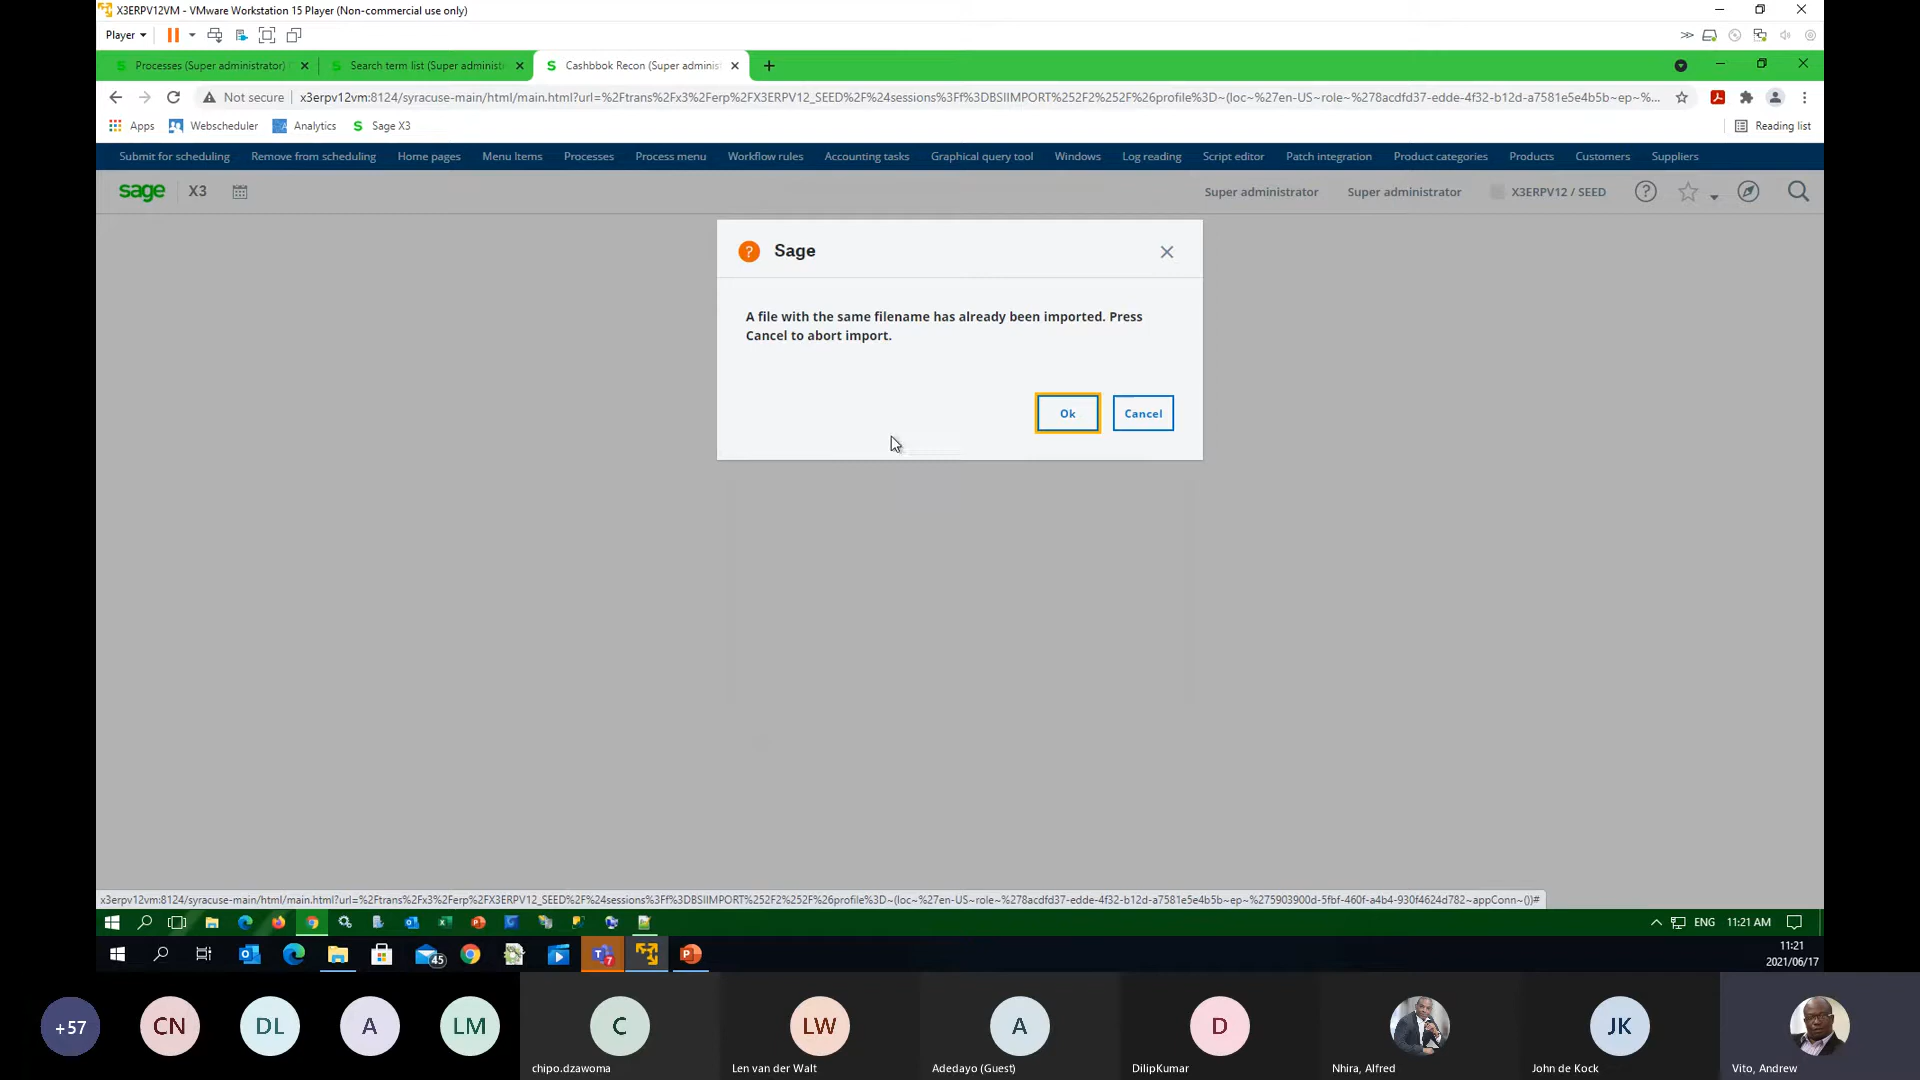 X3ERPV12VM - VMware Workstation 15 Player (Non-commercial use only)
Player
Processes (Super administrator)
Search term list (Super administr
Cashbbok Recon (Super adminis
Not secure
x3erpv12vm:8124/syracuse-main/html/main.html?url=%2Ftrans%2Fx3%2Ferp%2FX3ERPV12_SEED%2F%24sessions%3Ff%3DBSIIMPORT%252F2%252F%26profile%3D~(loc~%27en-US~role~%278acdfd37-edde-4f32-b12d-a7581e5e4b5b~ep~%...
Apps
Webscheduler
Analytics
S Sage X3
Reading list
Submit for scheduling
Remove from scheduling
Home pages
Menu Items
Processes
Process menu
Workflow rules
Accounting tasks
Graphical query tool
Windows
Log reading
Script editor
Patch integration
Product categories
Products
Customers
Suppliers
sage
X3
Super administrator
Super administrator
X3ERPV12 / SEED
?
? Sage
A file with the same filename has already been imported. Press
Cancel to abort import.
Ok
Cancel
x3erpv12vm:8124/syracuse-main/html/main.html?url=%2Ftrans%2Fx3%2Ferp%2FX3ERPV12_SEED%2F%24sessions%3Ff%3DBSIIMPORT%252F2%252F%26profile%3D~(loc~%27en-US~role~%278acdfd37-edde-4f32-b12d-a7581e5e4b5b~ep~%275903900d-5fbf-460f-a4b4-930f4624d782~appConn~())#
ENG
11:21 AM
45
7
11:21
2021/06/17
+57
CN
DL
A
LM
C
LW
A
D
JK
chipo.dzawoma
Len van der Walt
Adedayo (Guest)
DilipKumar
Nhira, Alfred
John de Kock
Vito, Andrew